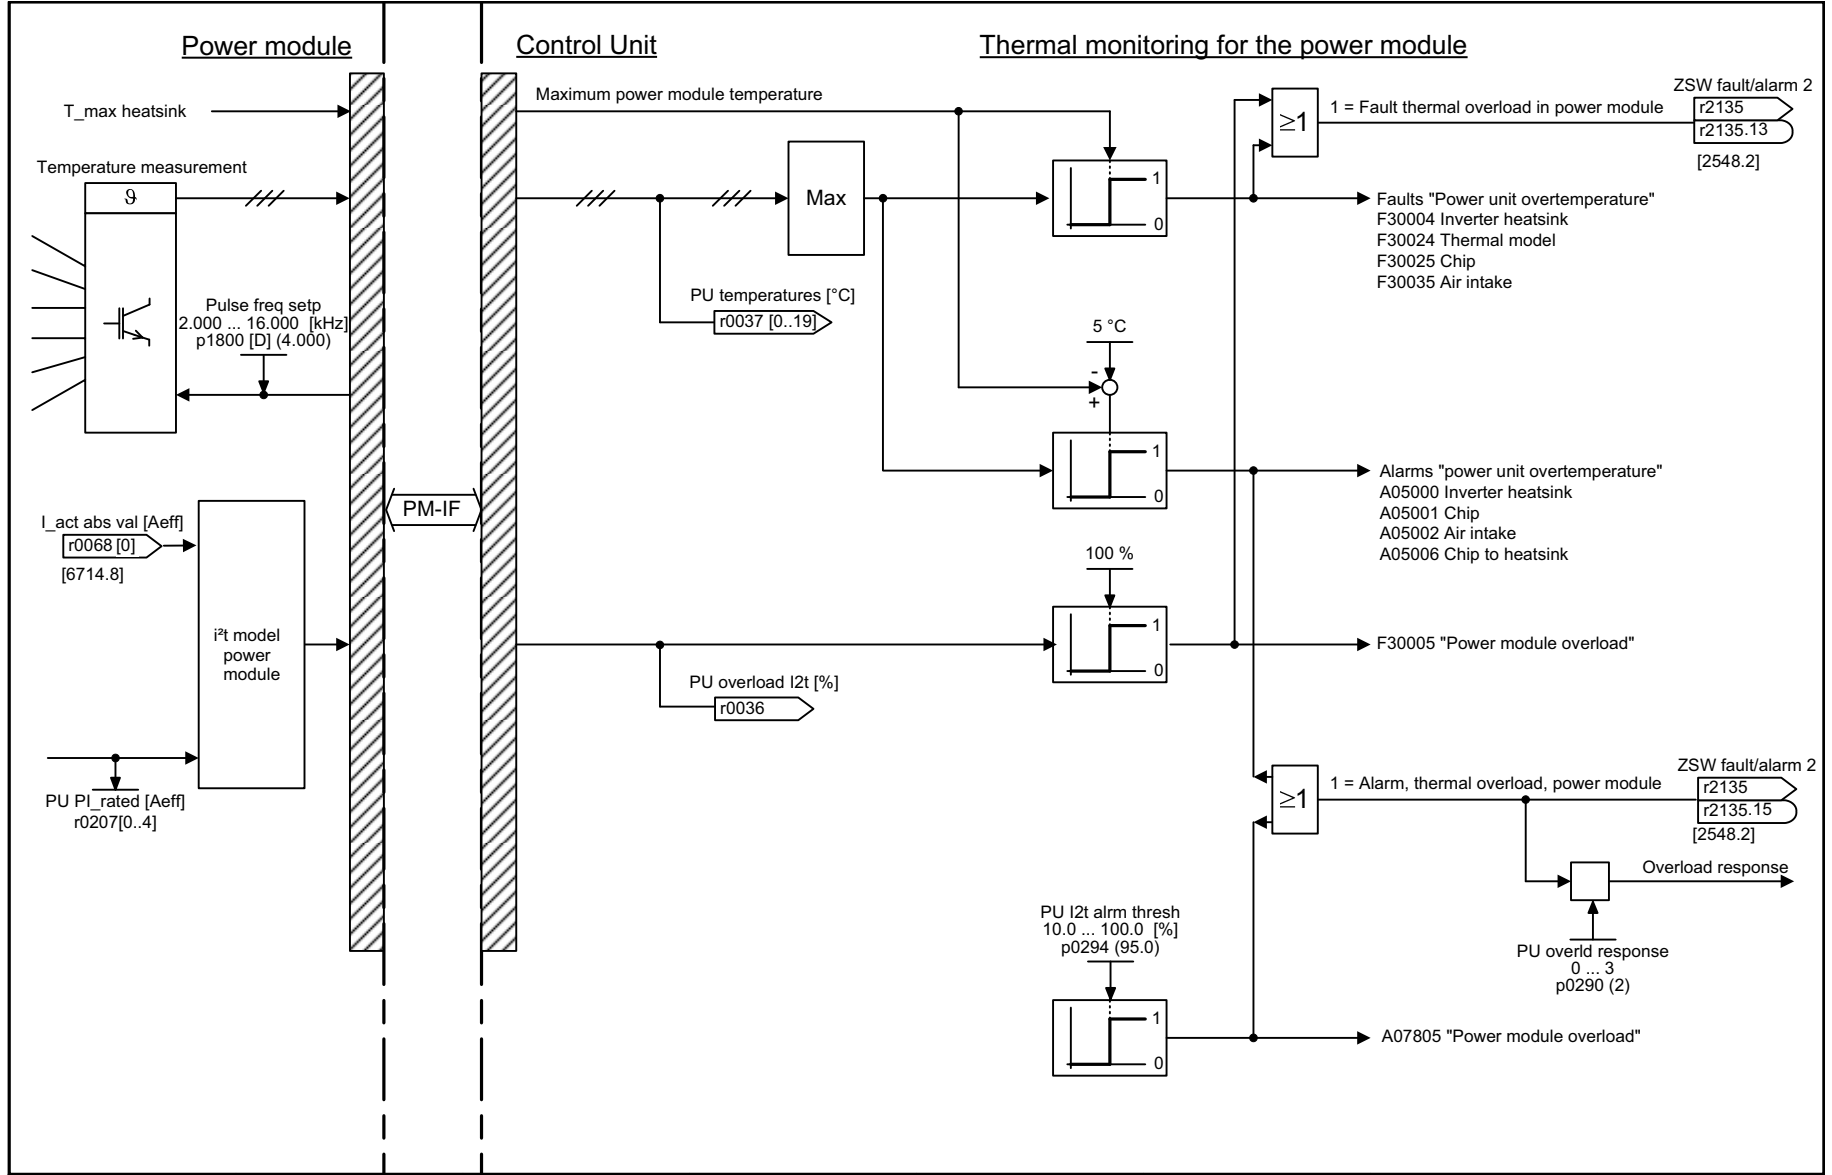 Power module
Control Unit
Thermal monitoring for the power module
T_max heatsink
Maximum power module temperature
≥1
1 = Fault thermal overload in power module
ZSW fault/alarm 2
r2135
r2135.13
[2548.2]
Temperature measurement
ϑ
Max
1
0
Faults "Power unit overtemperature"
F30004 Inverter heatsink
F30024 Thermal model
F30025 Chip
F30035 Air intake
Pulse freq setp
2.000 ... 16.000 [kHz]
p1800 [D] (4.000)
PU temperatures [°C]
r0037 [0..19]
5 °C
-
+
1
0
Alarms "power unit overtemperature"
A05000 Inverter heatsink
A05001 Chip
A05002 Air intake
A05006 Chip to heatsink
PM-IF
I_act abs val [Aeff]
r0068 [0]
[6714.8]
i²t model
power
module
100 %
1
0
F30005 "Power module overload"
PU overload I2t [%]
r0036
PU PI_rated [Aeff]
r0207[0..4]
≥1
1 = Alarm, thermal overload, power module
ZSW fault/alarm 2
r2135
r2135.15
[2548.2]
Overload response
PU overld response
0 ... 3
p0290 (2)
PU I2t alrm thresh
10.0 ... 100.0 [%]
p0294 (95.0)
1
0
A07805 "Power module overload"